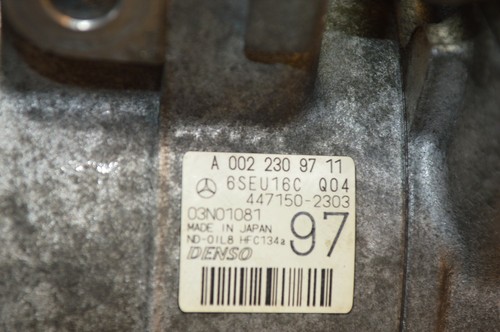 A 002 230 97 11
6SEU16C Q04
447150-2303
03N01081
MADE IN JAPAN
ND-OIL8 HFC134a
97
DENSO